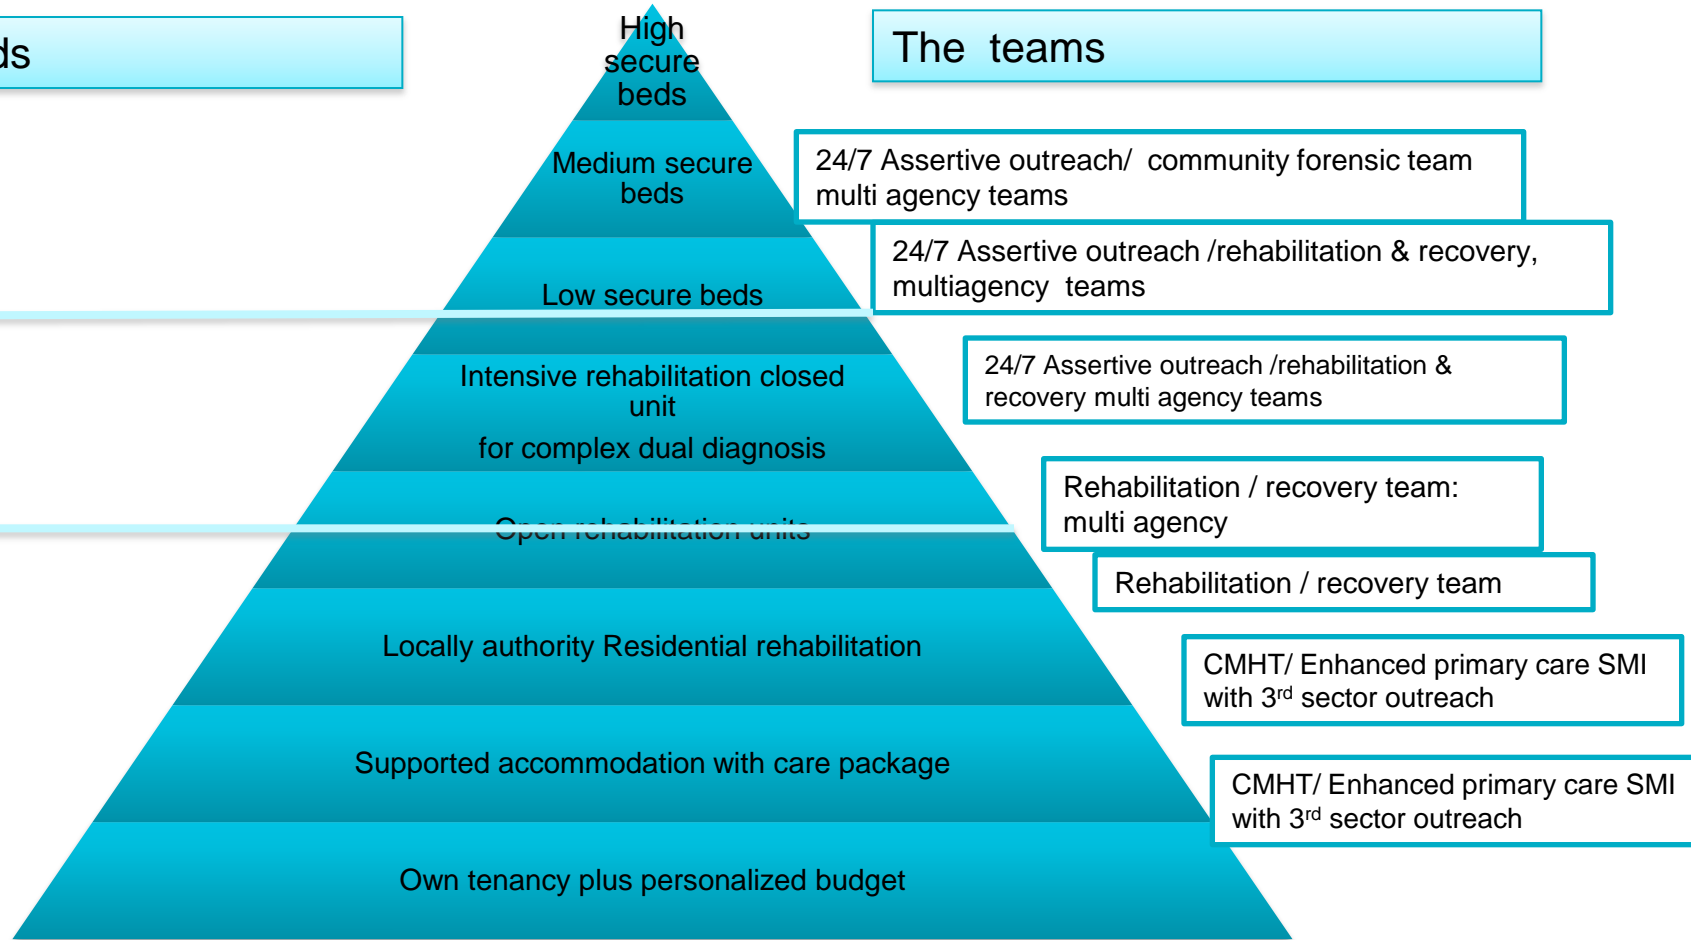 ds
The teams
High
secure
beds
Medium secure
beds
Low secure beds
Intensive rehabilitation closed
unit
for complex dual diagnosis
Open rehabilitation units
Locally authority Residential rehabilitation
Supported accommodation with care package
Own tenancy plus personalized budget
24/7 Assertive outreach/ community forensic team
multi agency teams
24/7 Assertive outreach /rehabilitation & recovery,
multiagency teams
24/7 Assertive outreach /rehabilitation &
recovery multi agency teams
Rehabilitation / recovery team:
multi agency
Rehabilitation / recovery team
CMHT/ Enhanced primary care SMI
with 3rd sector outreach
CMHT/ Enhanced primary care SMI
with 3rd sector outreach